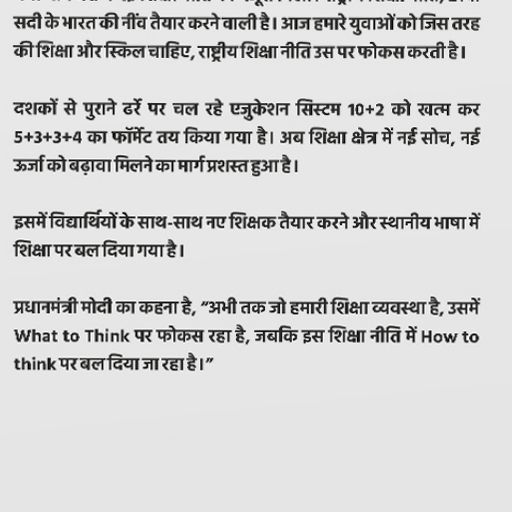 सदी के भारत की नींव तैयार करने वाली है। आज हमारे युवाओं को जिस तरह
की शिक्षा और स्किल चाहिए, राष्ट्रीय शिक्षा नीति उस पर फोकस करती है।
दशकों से पुराने ढर्रे पर चल रहे एजुकेशन सिस्टम 10+2 को खत्म कर
5+3+3+4 का फॉर्मेट तय किया गया है। अब शिक्षा क्षेत्र में नई सोच, नई
ऊर्जा को बढ़ावा मिलने का मार्ग प्रशस्त हुआ है।
इसमें विद्यार्थियों के साथ-साथ नए शिक्षक तैयार करने और स्थानीय भाषा में
शिक्षा पर बल दिया गया है।
प्रधानमंत्री मोदी का कहना है, “अभी तक जो हमारी शिक्षा व्यवस्था है, उसमें
What to Think पर फोकस रहा है, जबकि इस शिक्षा नीति में How to
think पर बल दिया जा रहा है।”